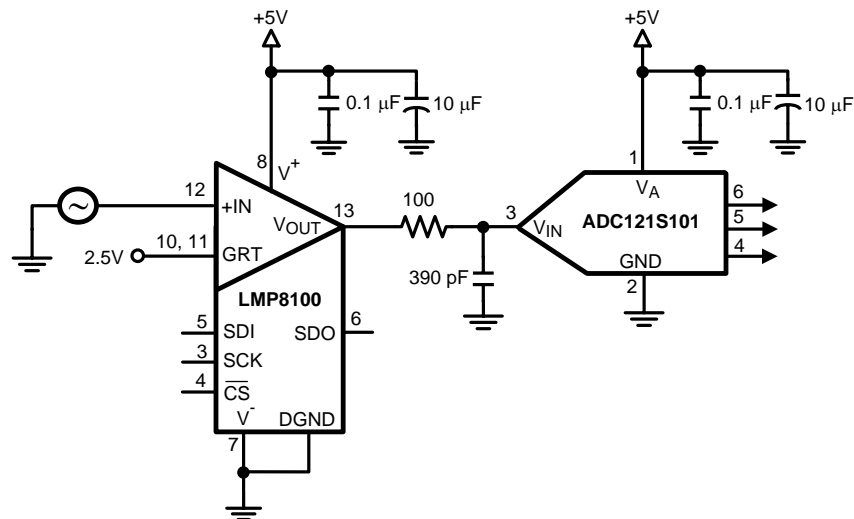 +5V
+5V
0.1 μF
10 μF
0.1 μF
10 μF
8
V+
1
12
+IN
13
100
3
VIN
VA
ADC121S101
6
5
4
VOUT
10, 11
2.5V
GRT
GND
2
390 pF
LMP8100
5
SDI
SDO
6
3
SCK
4
CS
V-
DGND
7